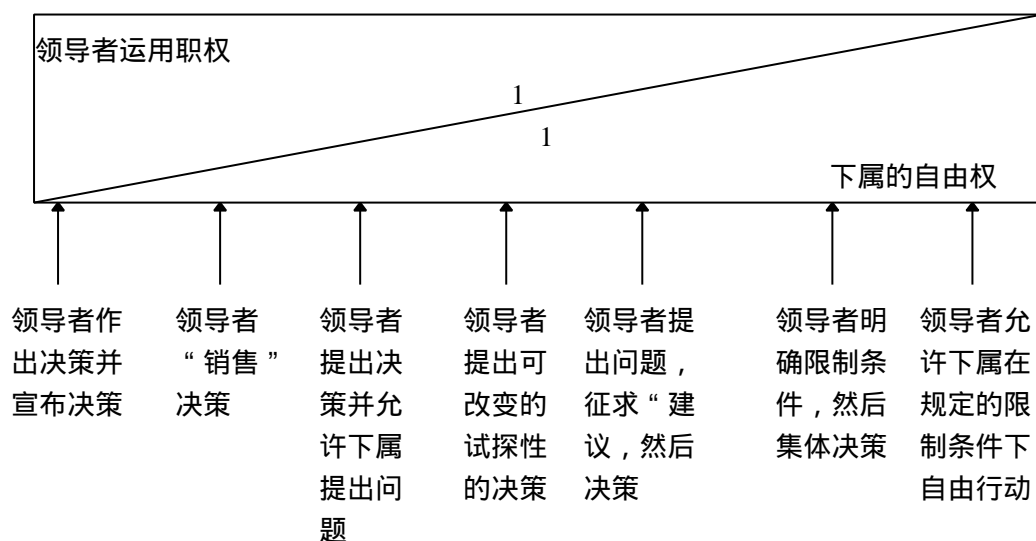 领导者运用职权
1
1
下属的自由权
领导者作
出决策并
宣布决策
领导者
“销售”
决策
领导者
提出决
策并允
许下属
提出问
题
领导者
提出可
改变的
试探性
的决策
领导者提
出问题，
征求“建
议，然后
决策
领导者明
确限制条
件，然后
集体决策
领导者允
许下属在
规定的限
制条件下
自由行动